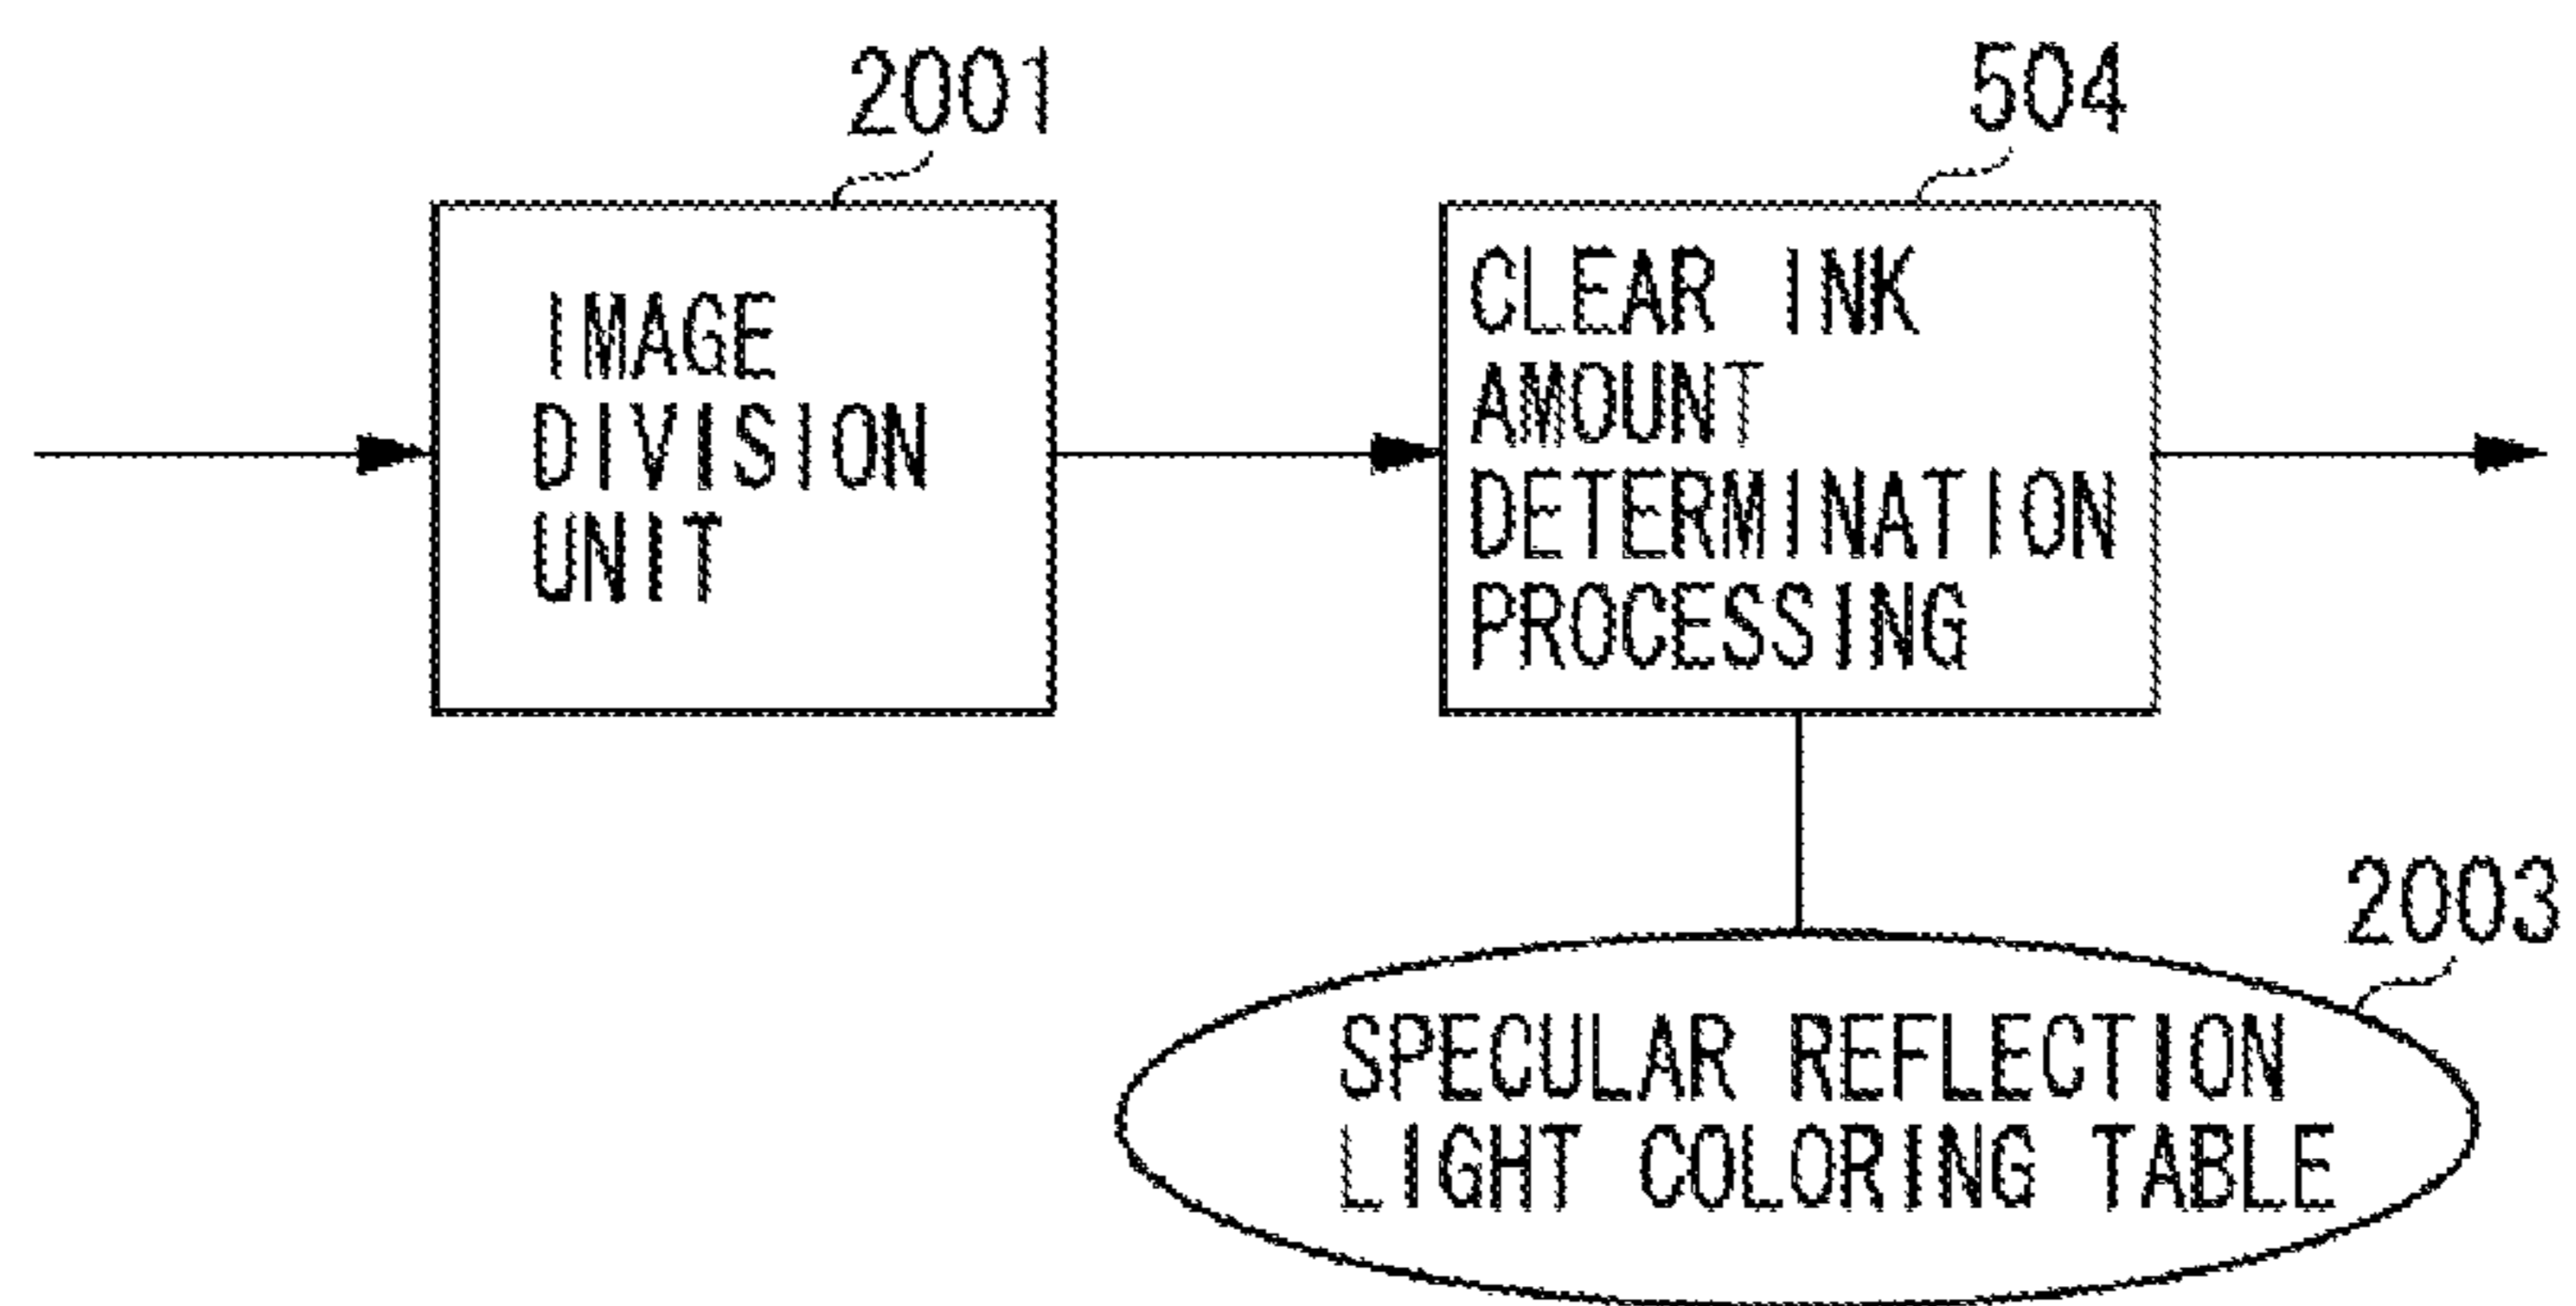 2001
504
IMAGE
DIVISION
UNIT
CLEAR INK
AMOUNT
DETERMINATION
PROCESSING
2003
SPECULAR REFLECTION
LIGHT COLORING TABLE